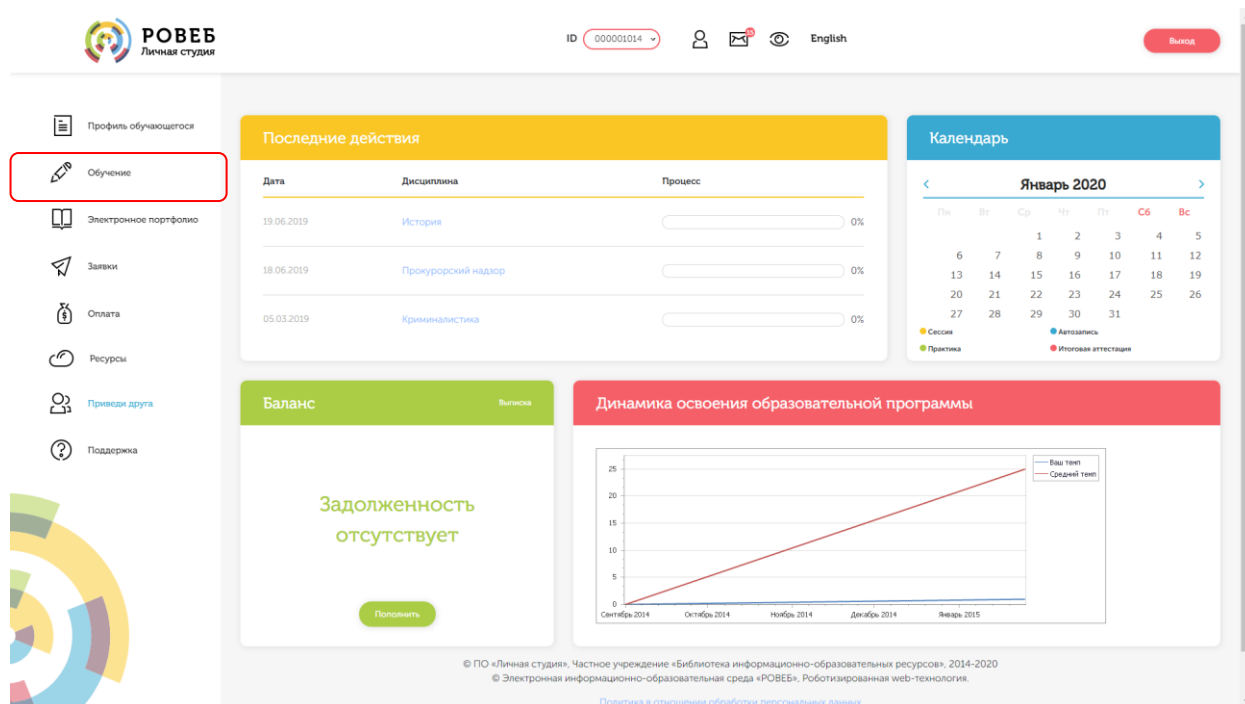 РОВЕБ
Личная студия
ID 000001014
15
English
Выход
Профиль обучающегося
Обучение
Электронное портфолио
Заявки
Оплата
Ресурсы
Приведи друга
Поддержка
Последние действия
Дата Дисциплина Процесс
19.06.2019 История 0%
18.06.2019 Прокурорский надзор 0%
05.03.2019 Криминалистика 0%
Календарь
< Январь 2020 >
Пн Вт Ср Чт Пт Сб Вс
1 2 3 4 5
6 7 8 9 10 11 12
13 14 15 16 17 18 19
20 21 22 23 24 25 26
27 28 29 30 31
Сессия Автозапись
Практика Итоговая аттестация
Баланс Выписка
Задолженность
отсутствует
Пополнить
Динамика освоения образовательной программы
25
20
15
10
5
0
Сентябрь 2014 Октябрь 2014 Ноябрь 2014 Декабрь 2014 Январь 2015
Ваш темп
Средний темп
© ПО «Личная студия», Частное учреждение «Библиотека информационно-образовательных ресурсов», 2014-2020
© Электронная информационно-образовательная среда «РОВЕБ», Роботизированная web-технология.
Политика в отношении обработки персональных данных